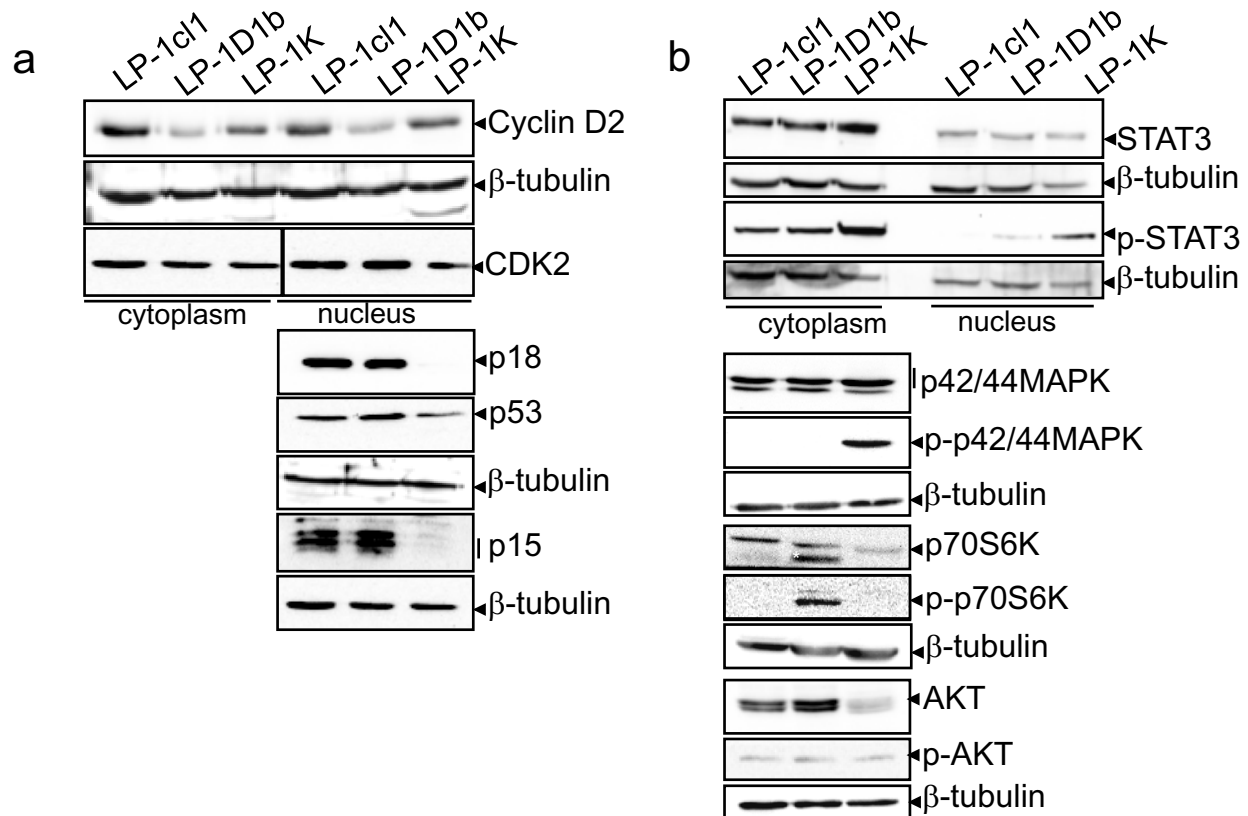 a
LP-1cl1 LP-1D1b LP-1K LP-1cl1 LP-1D1b LP-1K
Cyclin D2
β-tubulin
CDK2
cytoplasm nucleus
p18
p53
β-tubulin
p15
β-tubulin
b
LP-1cl1 LP-1D1b LP-1K LP-1cl1 LP-1D1b LP-1K
STAT3
β-tubulin
p-STAT3
β-tubulin
cytoplasm nucleus
p42/44MAPK
p-p42/44MAPK
β-tubulin
p70S6K
p-p70S6K
β-tubulin
AKT
p-AKT
β-tubulin